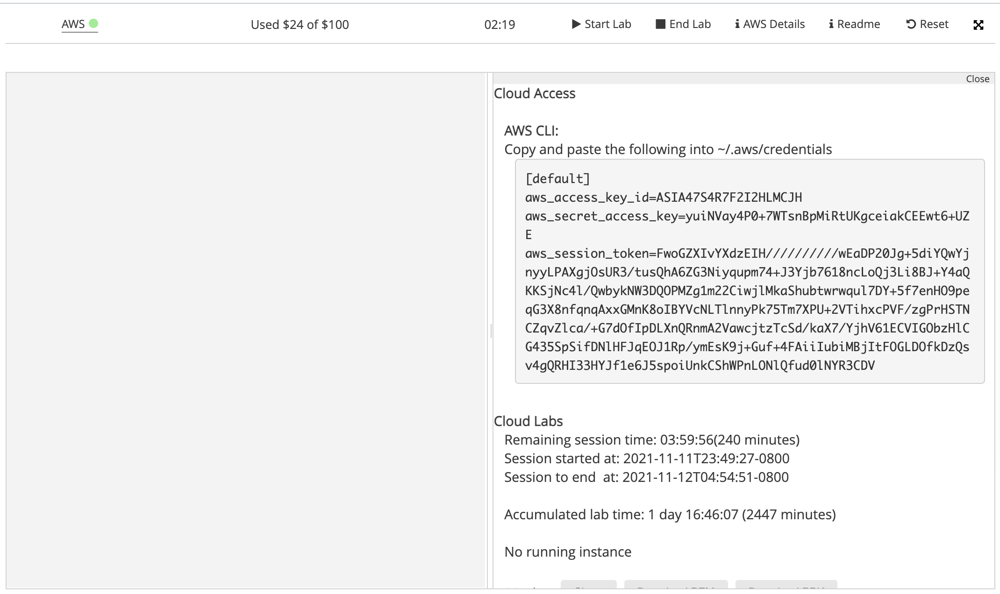 AWS
Used $24 of $100
02:19
Start Lab
End Lab
AWS Details
Readme
Reset
Close
Cloud Access
AWS CLI:
Copy and paste the following into ~/.aws/credentials
[default]
aws_access_key_id=ASIA47S4R7F2I2HLMCJH
aws_secret_access_key=yuiNVay4P0+7WTsnBpMiRtUKgceiakCEEwt6+UZ
E
aws_session_token=FwoGZXIvYXdzEIH//////////wEaDP20Jg+5diYQwYj
nyyLPAXgjOsUR3/tusQhA6ZG3Niyqupm74+J3Yjb7618ncLoQj3Li8BJ+Y4aQ
KKSjNc4l/QwbykNW3DQOPMZg1m22CiwjlMkaShubtwrwqul7DY+5f7enHO9pe
qG3X8nfqnqAxxGMnK8oIBYVcNLTlnnyPk75Tm7XPU+2VTihxcPVF/zgPrHSTN
CZqvZlca/+G7dOfIpDLXnQRnmA2VawcjtzTcSd/kaX7/YjhV61ECVIGObzHlC
G435SpSifDNlHFJqEOJ1Rp/ymEsK9j+Guf+4FAiiIubiMBjItFOGLDOfkDzQs
v4gQRHI33HYJf1e6J5spoiUnkCShWPnLONlQfud0lNYR3CDV
Cloud Labs
Remaining session time: 03:59:56(240 minutes)
Session started at: 2021-11-11T23:49:27-0800
Session to end  at: 2021-11-12T04:54:51-0800
Accumulated lab time: 1 day 16:46:07 (2447 minutes)
No running instance